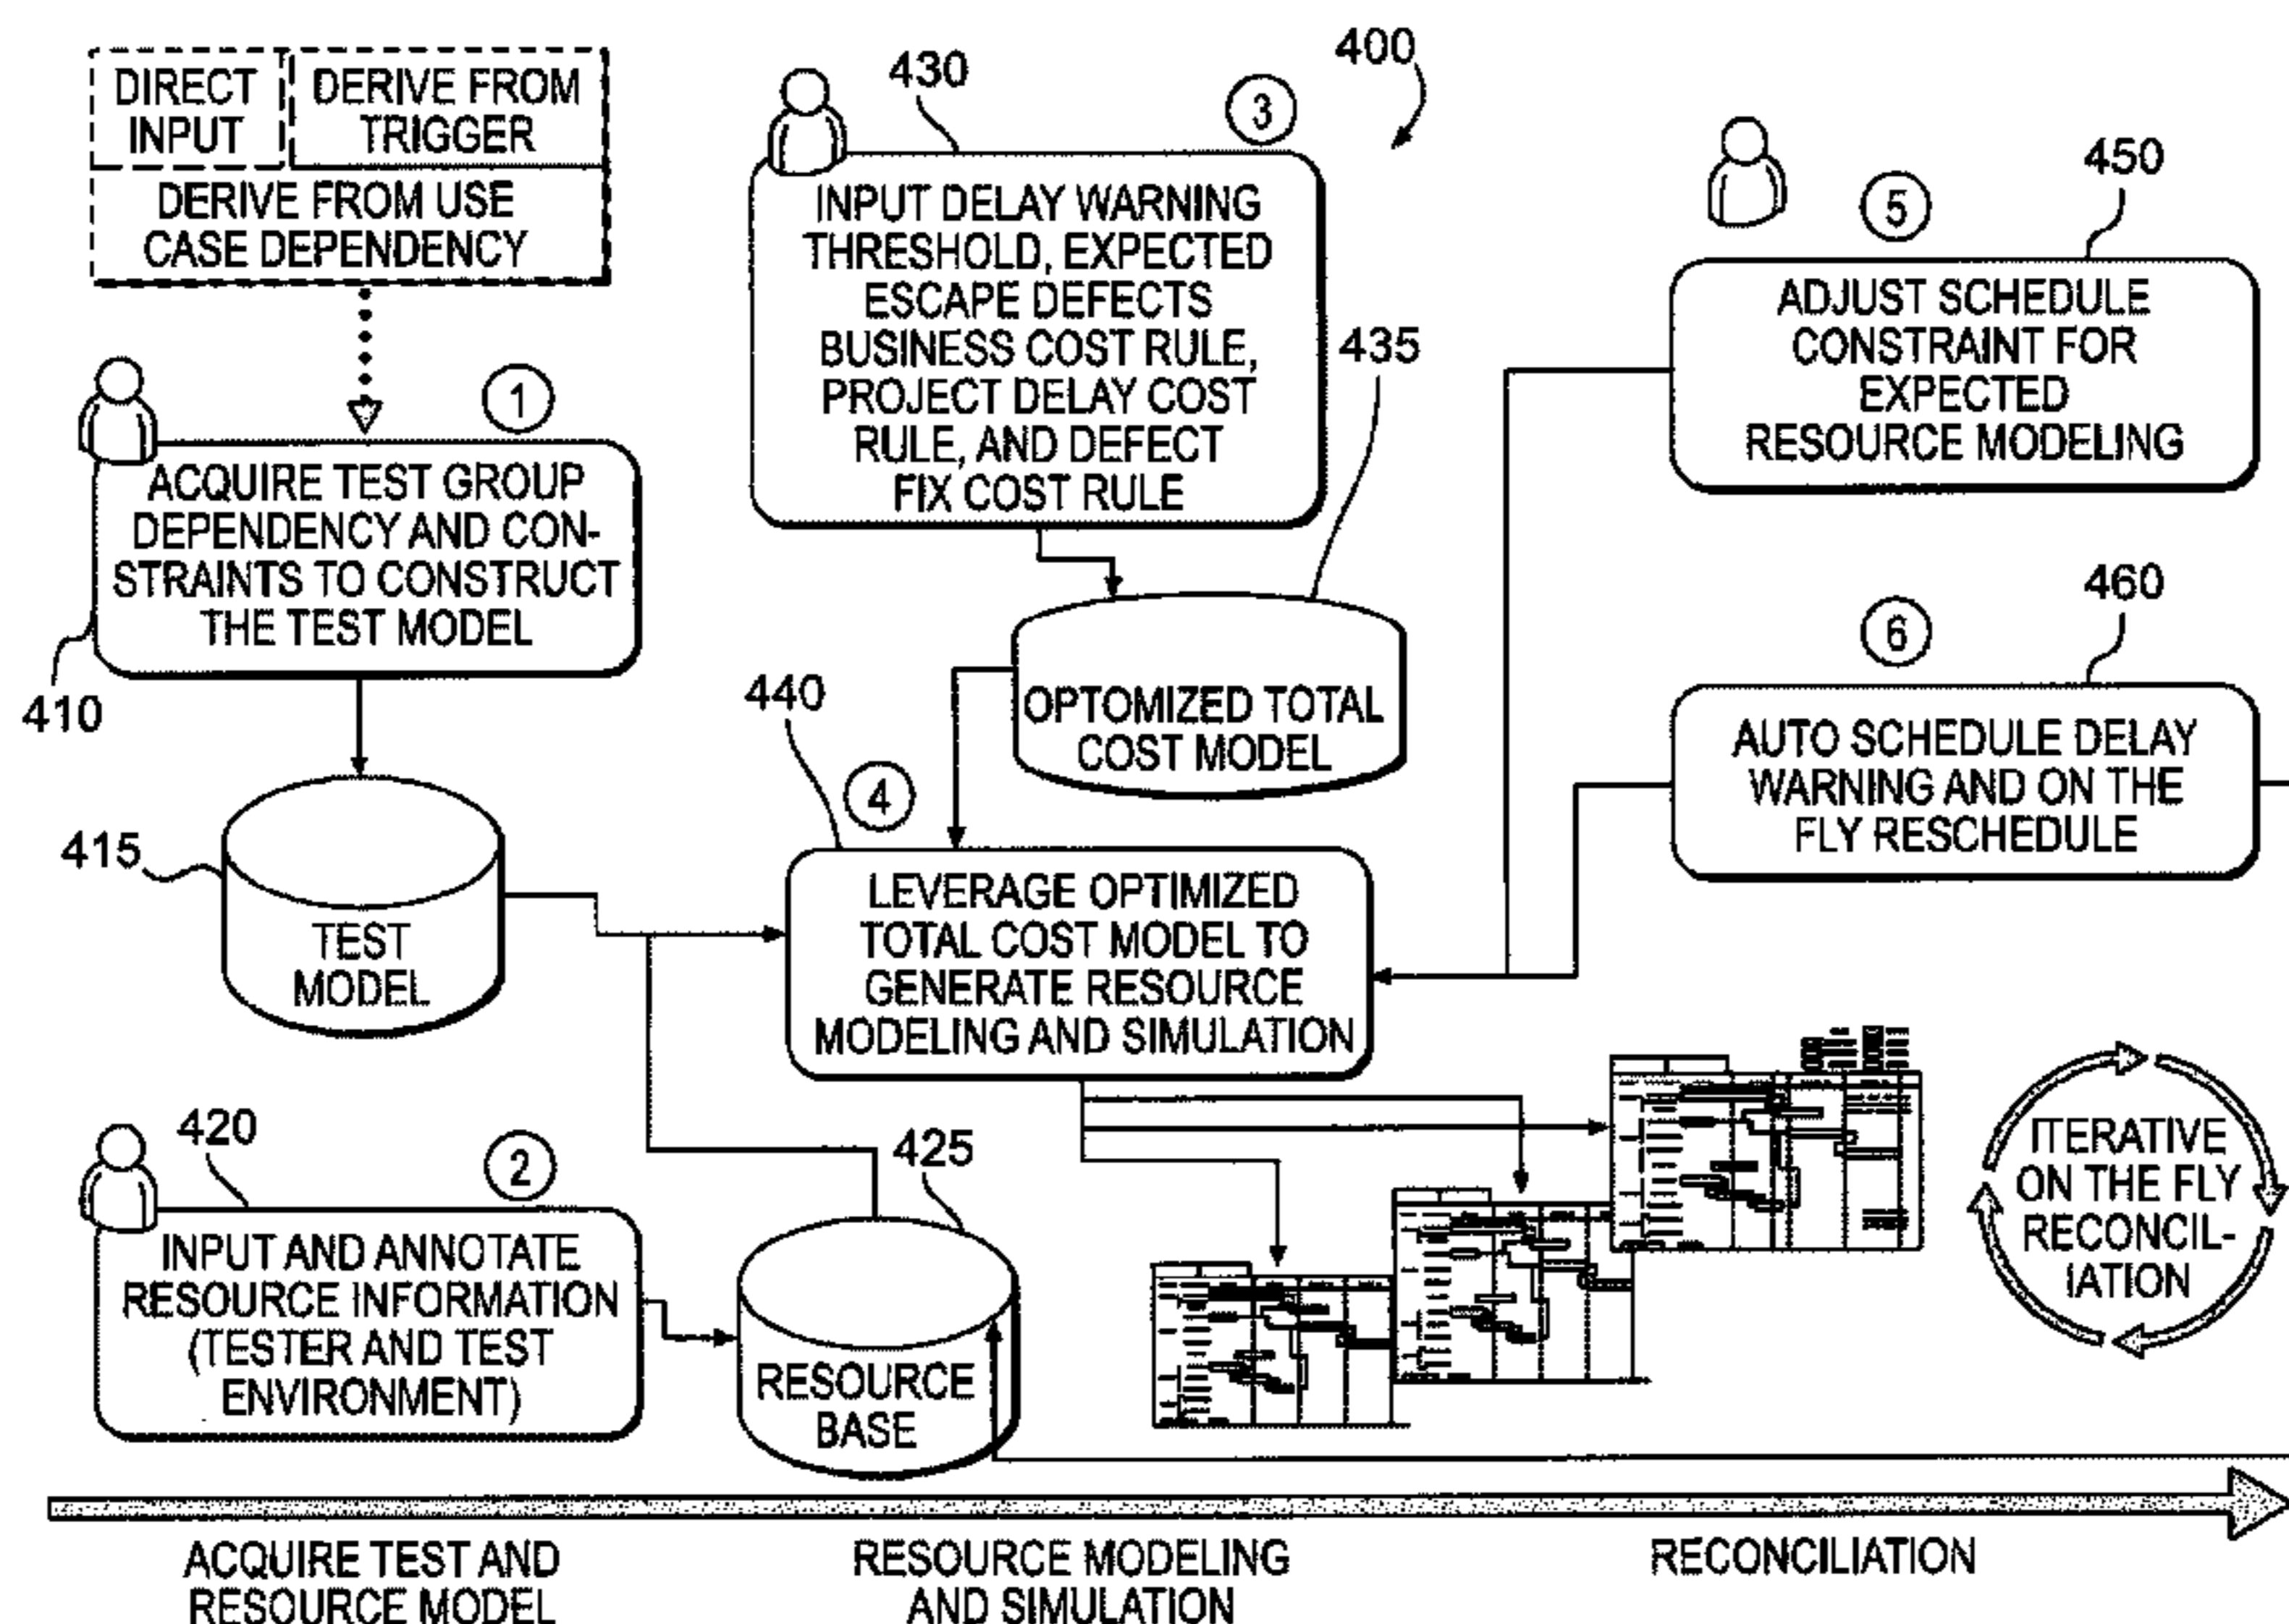 DIRECT
INPUT
DERIVE FROM
TRIGGER
DERIVE FROM USE
CASE DEPENDENCY
1
ACQUIRE TEST GROUP
DEPENDENCY AND CON-
STRAINTS TO CONSTRUCT
THE TEST MODEL
410
415
TEST
MODEL
420
2
INPUT AND ANNOTATE
RESOURCE INFORMATION
(TESTER AND TEST
ENVIRONMENT)
425
RESOURCE
BASE
400
430
3
INPUT DELAY WARNING
THRESHOLD, EXPECTED
ESCAPE DEFECTS
BUSINESS COST RULE,
PROJECT DELAY COST
RULE, AND DEFECT
FIX COST RULE
435
OPTOMIZED TOTAL
COST MODEL
440
4
LEVERAGE OPTIMIZED
TOTAL COST MODEL TO
GENERATE RESOURCE
MODELING AND SIMULATION
450
5
ADJUST SCHEDULE
CONSTRAINT FOR
EXPECTED
RESOURCE MODELING
460
6
AUTO SCHEDULE DELAY
WARNING AND ON THE
FLY RESCHEDULE
ITERATIVE
ON THE FLY
RECONCIL-
IATION
ACQUIRE TEST AND
RESOURCE MODEL
RESOURCE MODELING
AND SIMULATION
RECONCILIATION